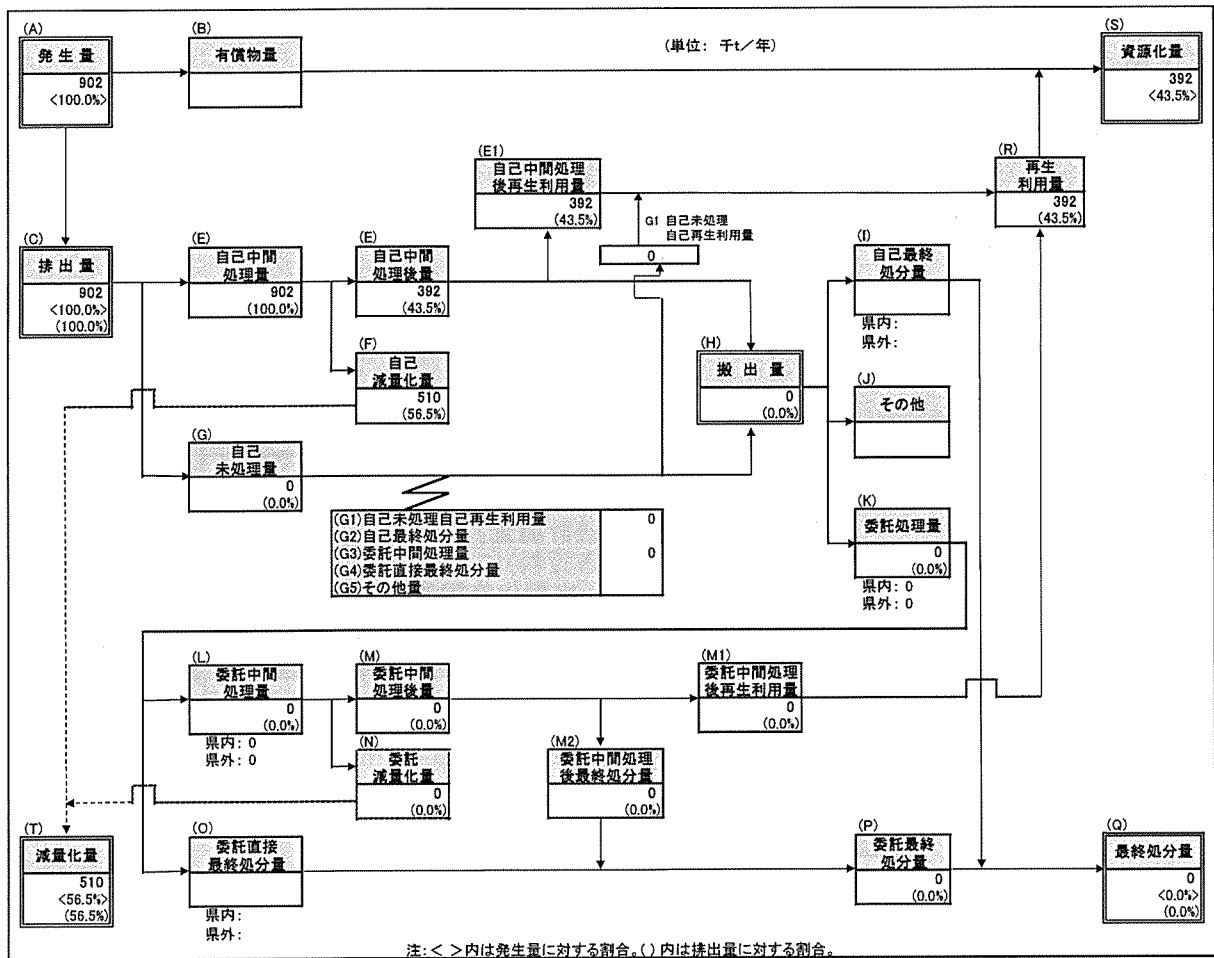 (A)
発生量
902
<100.0%>
(B)
有償物量
(単位: 千t/年)
(S)
資源化量
392
<43.5%>
(E1)
自己中間処理
後再生利用量
392
(43.5%)
(R)
再生
利用量
392
(43.5%)
G1 自己未処理
自己再生利用量
0
(C)
排出量
902
<100.0%>
(100.0%)
(E)
自己中間
処理量
902
(100.0%)
(E)
自己中間
処理後量
392
(43.5%)
(I)
自己最終
処分量
県内:
県外:
(F)
自己
減量化量
510
(56.5%)
(H)
搬出量
0
(0.0%)
(J)
その他
(G)
自己
未処理量
0
(0.0%)
(G1)自己未処理自己再生利用量 0
(G2)自己最終処分量
(G3)委託中間処理量 0
(G4)委託直接最終処分量
(G5)その他量
(K)
委託処理量
0
(0.0%)
県内: 0
県外: 0
(L)
委託中間
処理量
0
(0.0%)
県内: 0
県外: 0
(M)
委託中間
処理後量
0
(0.0%)
(M1)
委託中間処理
後再生利用量
0
(0.0%)
(N)
委託
減量化量
0
(0.0%)
(M2)
委託中間処理
後最終処分量
0
(0.0%)
(T)
減量化量
510
<56.5%>
(56.5%)
(O)
委託直接
最終処分量
県内:
県外:
(P)
委託最終
処分量
0
(0.0%)
(Q)
最終処分量
0
<0.0%>
(0.0%)
注:< >内は発生量に対する割合。( )内は排出量に対する割合。